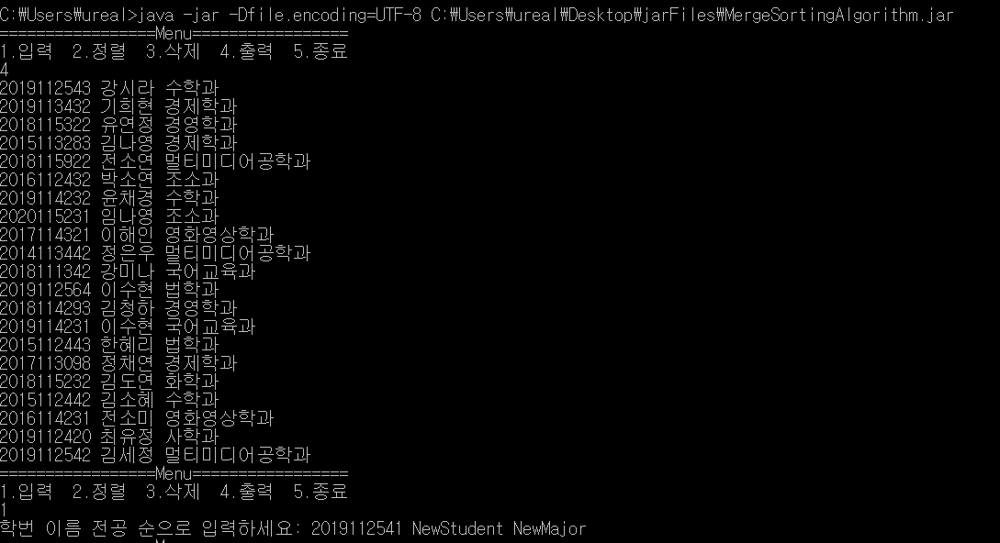 C:\Users\ureal>java -jar -Dfile.encoding=UTF-8 C:\Users\ureal\Desktop\jarFiles\MergeSortingAlgorithm.jar
=================Menu=================
1.입력  2.정렬  3.삭제  4.출력  5.종료
4
2019112543 강시라 수학과
2019113432 기희현 경제학과
2018115322 유연정 경영학과
2015113283 김나영 경제학과
2018115922 전소연 멀티미디어공학과
2016112432 박소연 조소과
2019114232 윤채경 수학과
2020115231 임나영 조소과
2017114321 이해인 영화영상학과
2014113442 정은우 멀티미디어공학과
2018111342 강미나 국어교육과
2019112564 이수현 법학과
2018114293 김청하 경영학과
2019114231 이수현 국어교육과
2015112443 한혜리 법학과
2017113098 정채연 경제학과
2018115232 김도연 화학과
2015112442 김소혜 수학과
2016114231 전소미 영화영상학과
2019112420 최유정 사학과
2019112542 김세정 멀티미디어공학과
=================Menu=================
1.입력  2.정렬  3.삭제  4.출력  5.종료
1
학번 이름 전공 순으로 입력하세요: 2019112541 NewStudent NewMajor